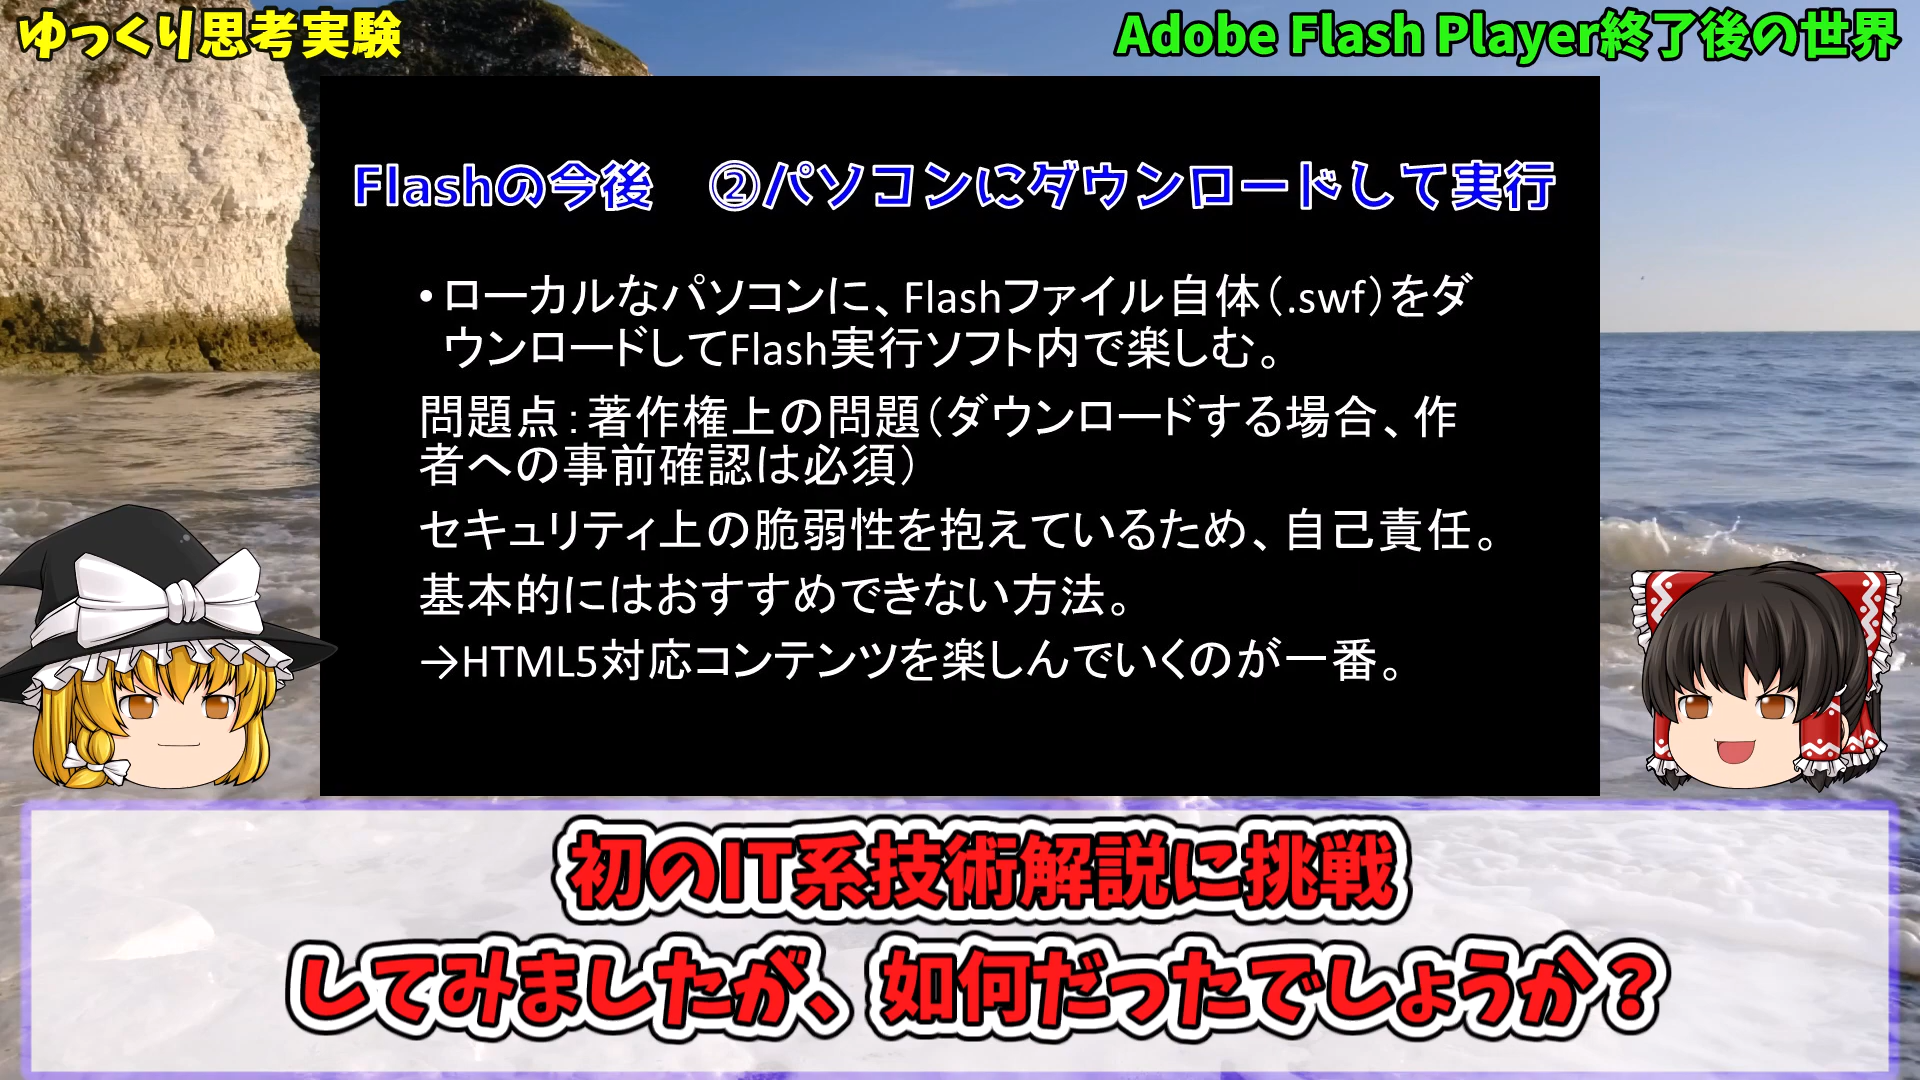 ゆっくり思考実験
Adobe Flash Player終了後の世界
Flashの今後　②パソコンにダウンロードして実行
•ローカルなパソコンに、Flashファイル自体（.swf）をダ
ウンロードしてFlash実行ソフト内で楽しむ。
問題点：著作権上の問題（ダウンロードする場合、作
者への事前確認は必須）
セキュリティ上の脆弱性を抱えているため、自己責任。
基本的にはおすすめできない方法。
→HTML5対応コンテンツを楽しんでいくのが一番。
初のIT系技術解説に挑戦
してみましたが、如何だったでしょうか？